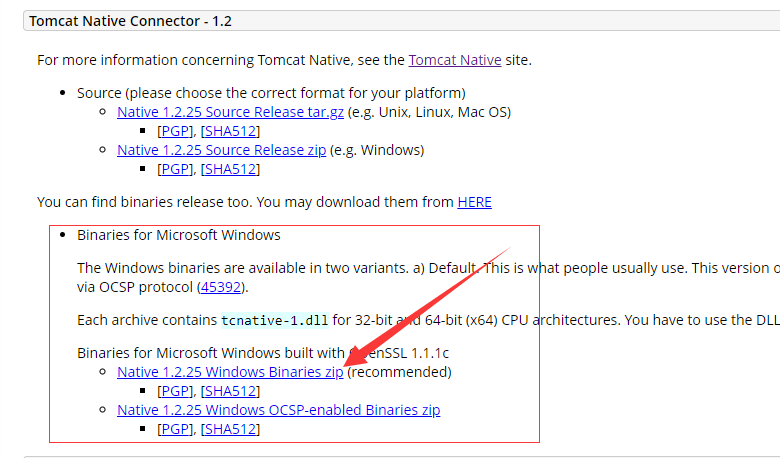 Tomcat Native Connector - 1.2
For more information concerning Tomcat Native, see the Tomcat Native site.
Source (please choose the correct format for your platform)
Native 1.2.25 Source Release tar.gz (e.g. Unix, Linux, Mac OS)
[PGP], [SHA512]
Native 1.2.25 Source Release zip (e.g. Windows)
[PGP], [SHA512]
You can find binaries release too. You may download them from HERE
Binaries for Microsoft Windows
The Windows binaries are available in two variants. a) Default. This is what people usually use. This version o
via OCSP protocol (45392).
Each archive contains tcnative-1.dll for 32-bit and 64-bit (x64) CPU architectures. You have to use the DLL
Binaries for Microsoft Windows built with OpenSSL 1.1.1c
Native 1.2.25 Windows Binaries zip (recommended)
[PGP], [SHA512]
Native 1.2.25 Windows OCSP-enabled Binaries zip
[PGP], [SHA512]